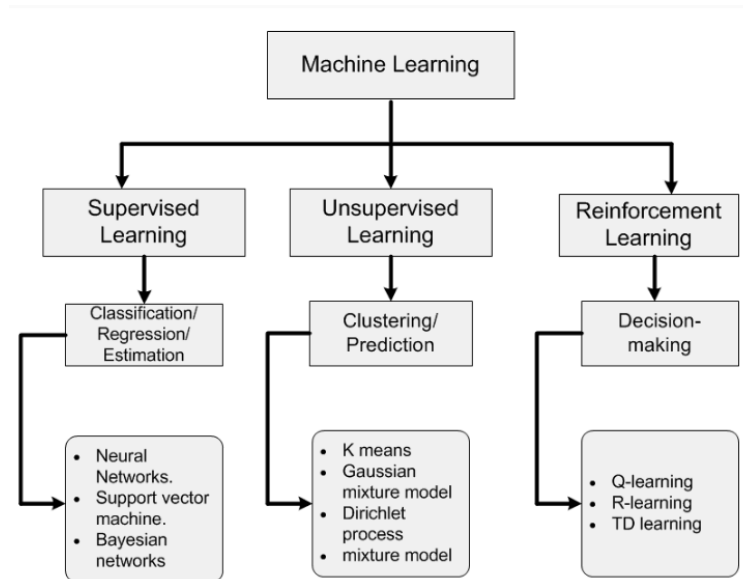 Machine Learning
Supervised
Learning
Unsupervised
Learning
Reinforcement
Learning
Classification/
Regression/
Estimation
Clustering/
Prediction
Decision-
making
• Neural
Networks.
• Support vector
machine.
• Bayesian
networks
• K means
• Gaussian
mixture model
• Dirichlet
process
• mixture model
• Q-learning
• R-learning
• TD learning